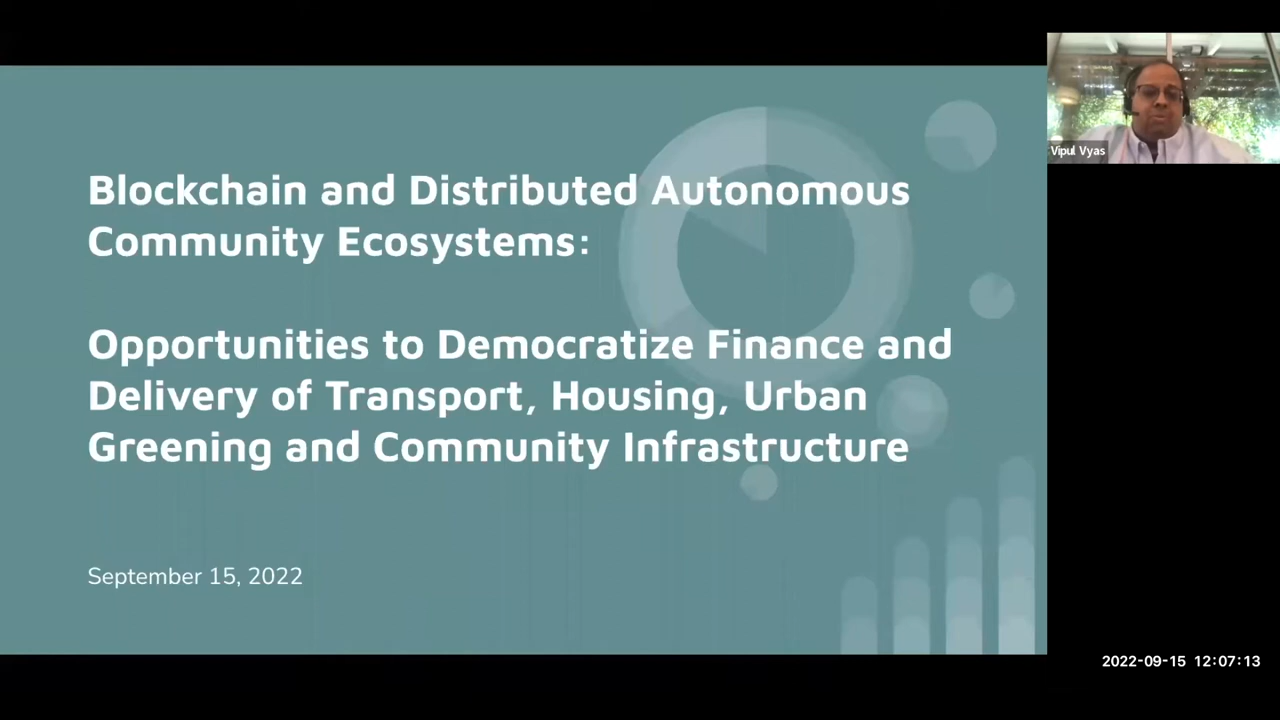 Blockchain and Distributed Autonomous
Community Ecosystems:
Opportunities to Democratize Finance and
Delivery of Transport, Housing, Urban
Greening and Community Infrastructure
September 15, 2022
Vipul Vyas
2022-09-15 12:07:13